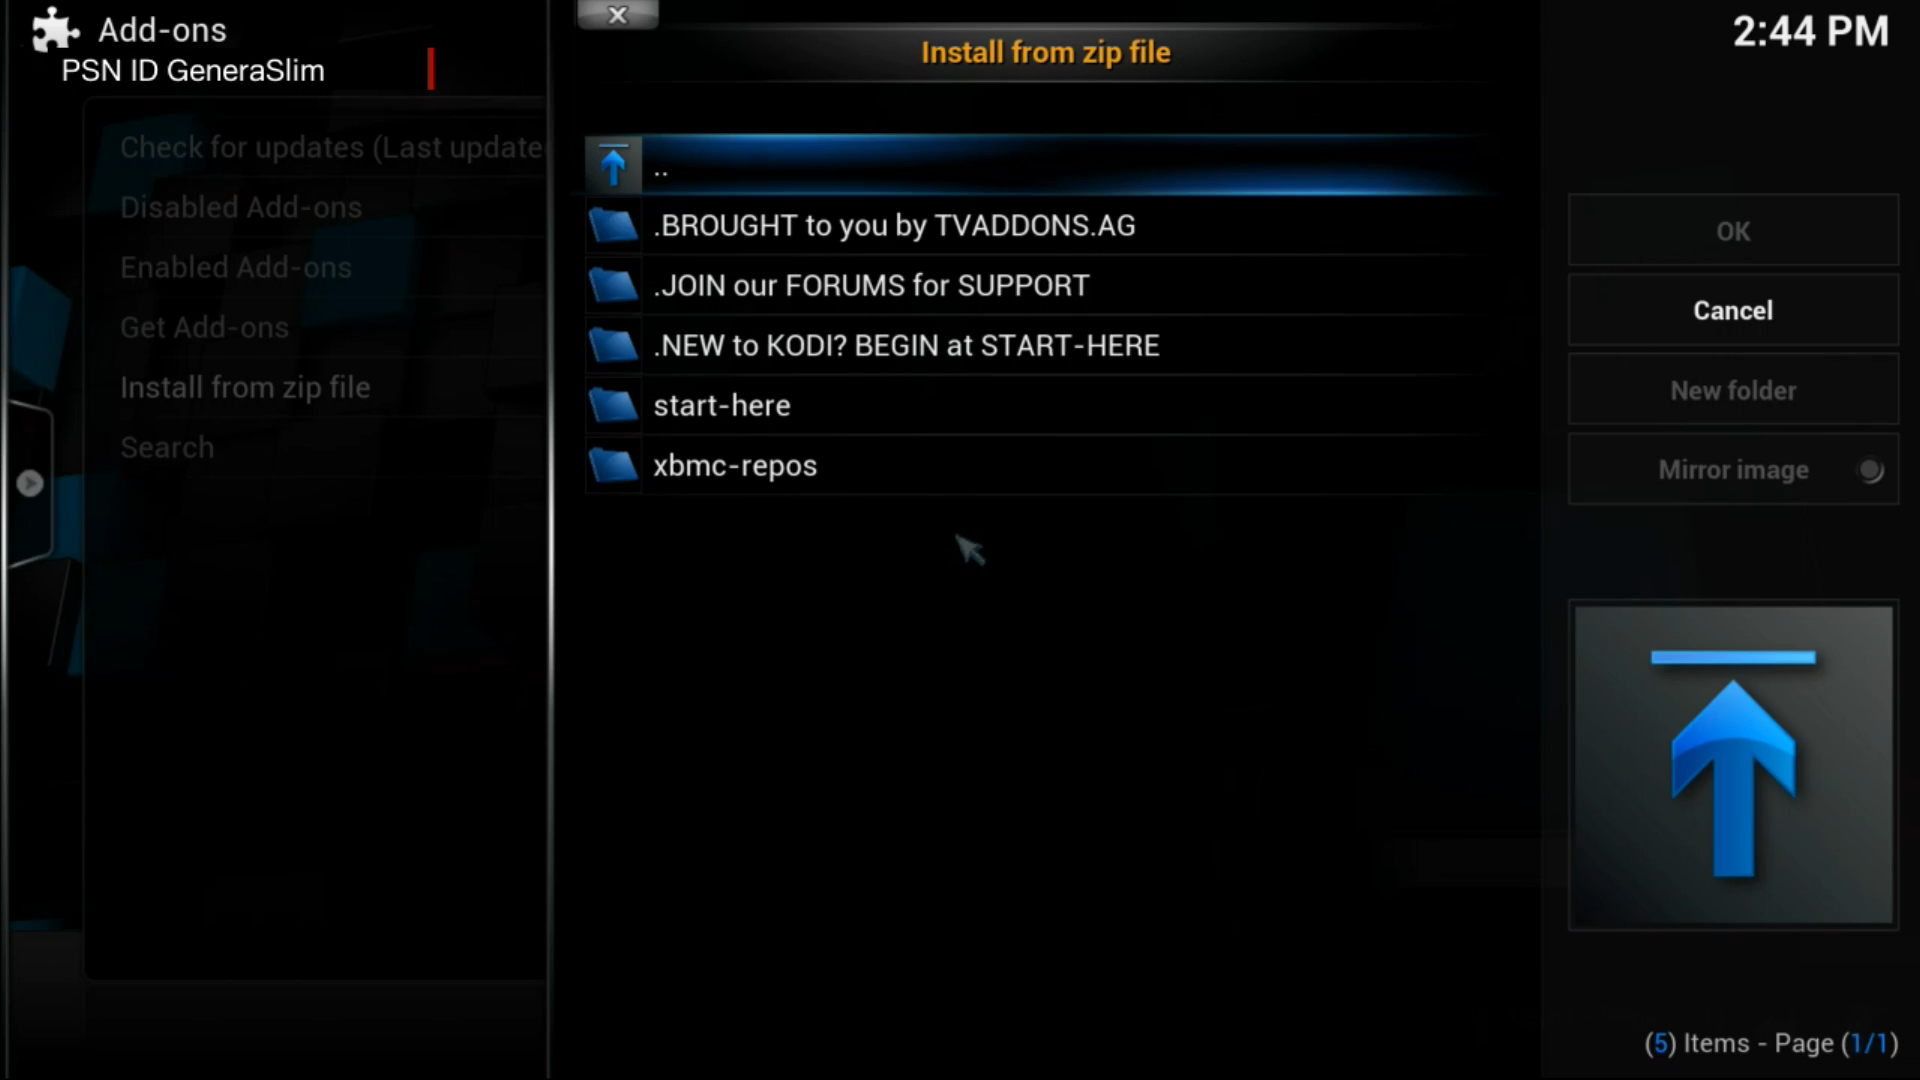 Add-ons
PSN ID GeneraSlim
Check for updates (Last update
Disabled Add-ons
Enabled Add-ons
Get Add-ons
Install from zip file
Search
X
Install from zip file
..
.BROUGHT to you by TVADDONS.AG
.JOIN our FORUMS for SUPPORT
.NEW to KODI? BEGIN at START-HERE
start-here
xbmc-repos
2:44 PM
OK
Cancel
New folder
Mirror image
(5) Items - Page (1/1)